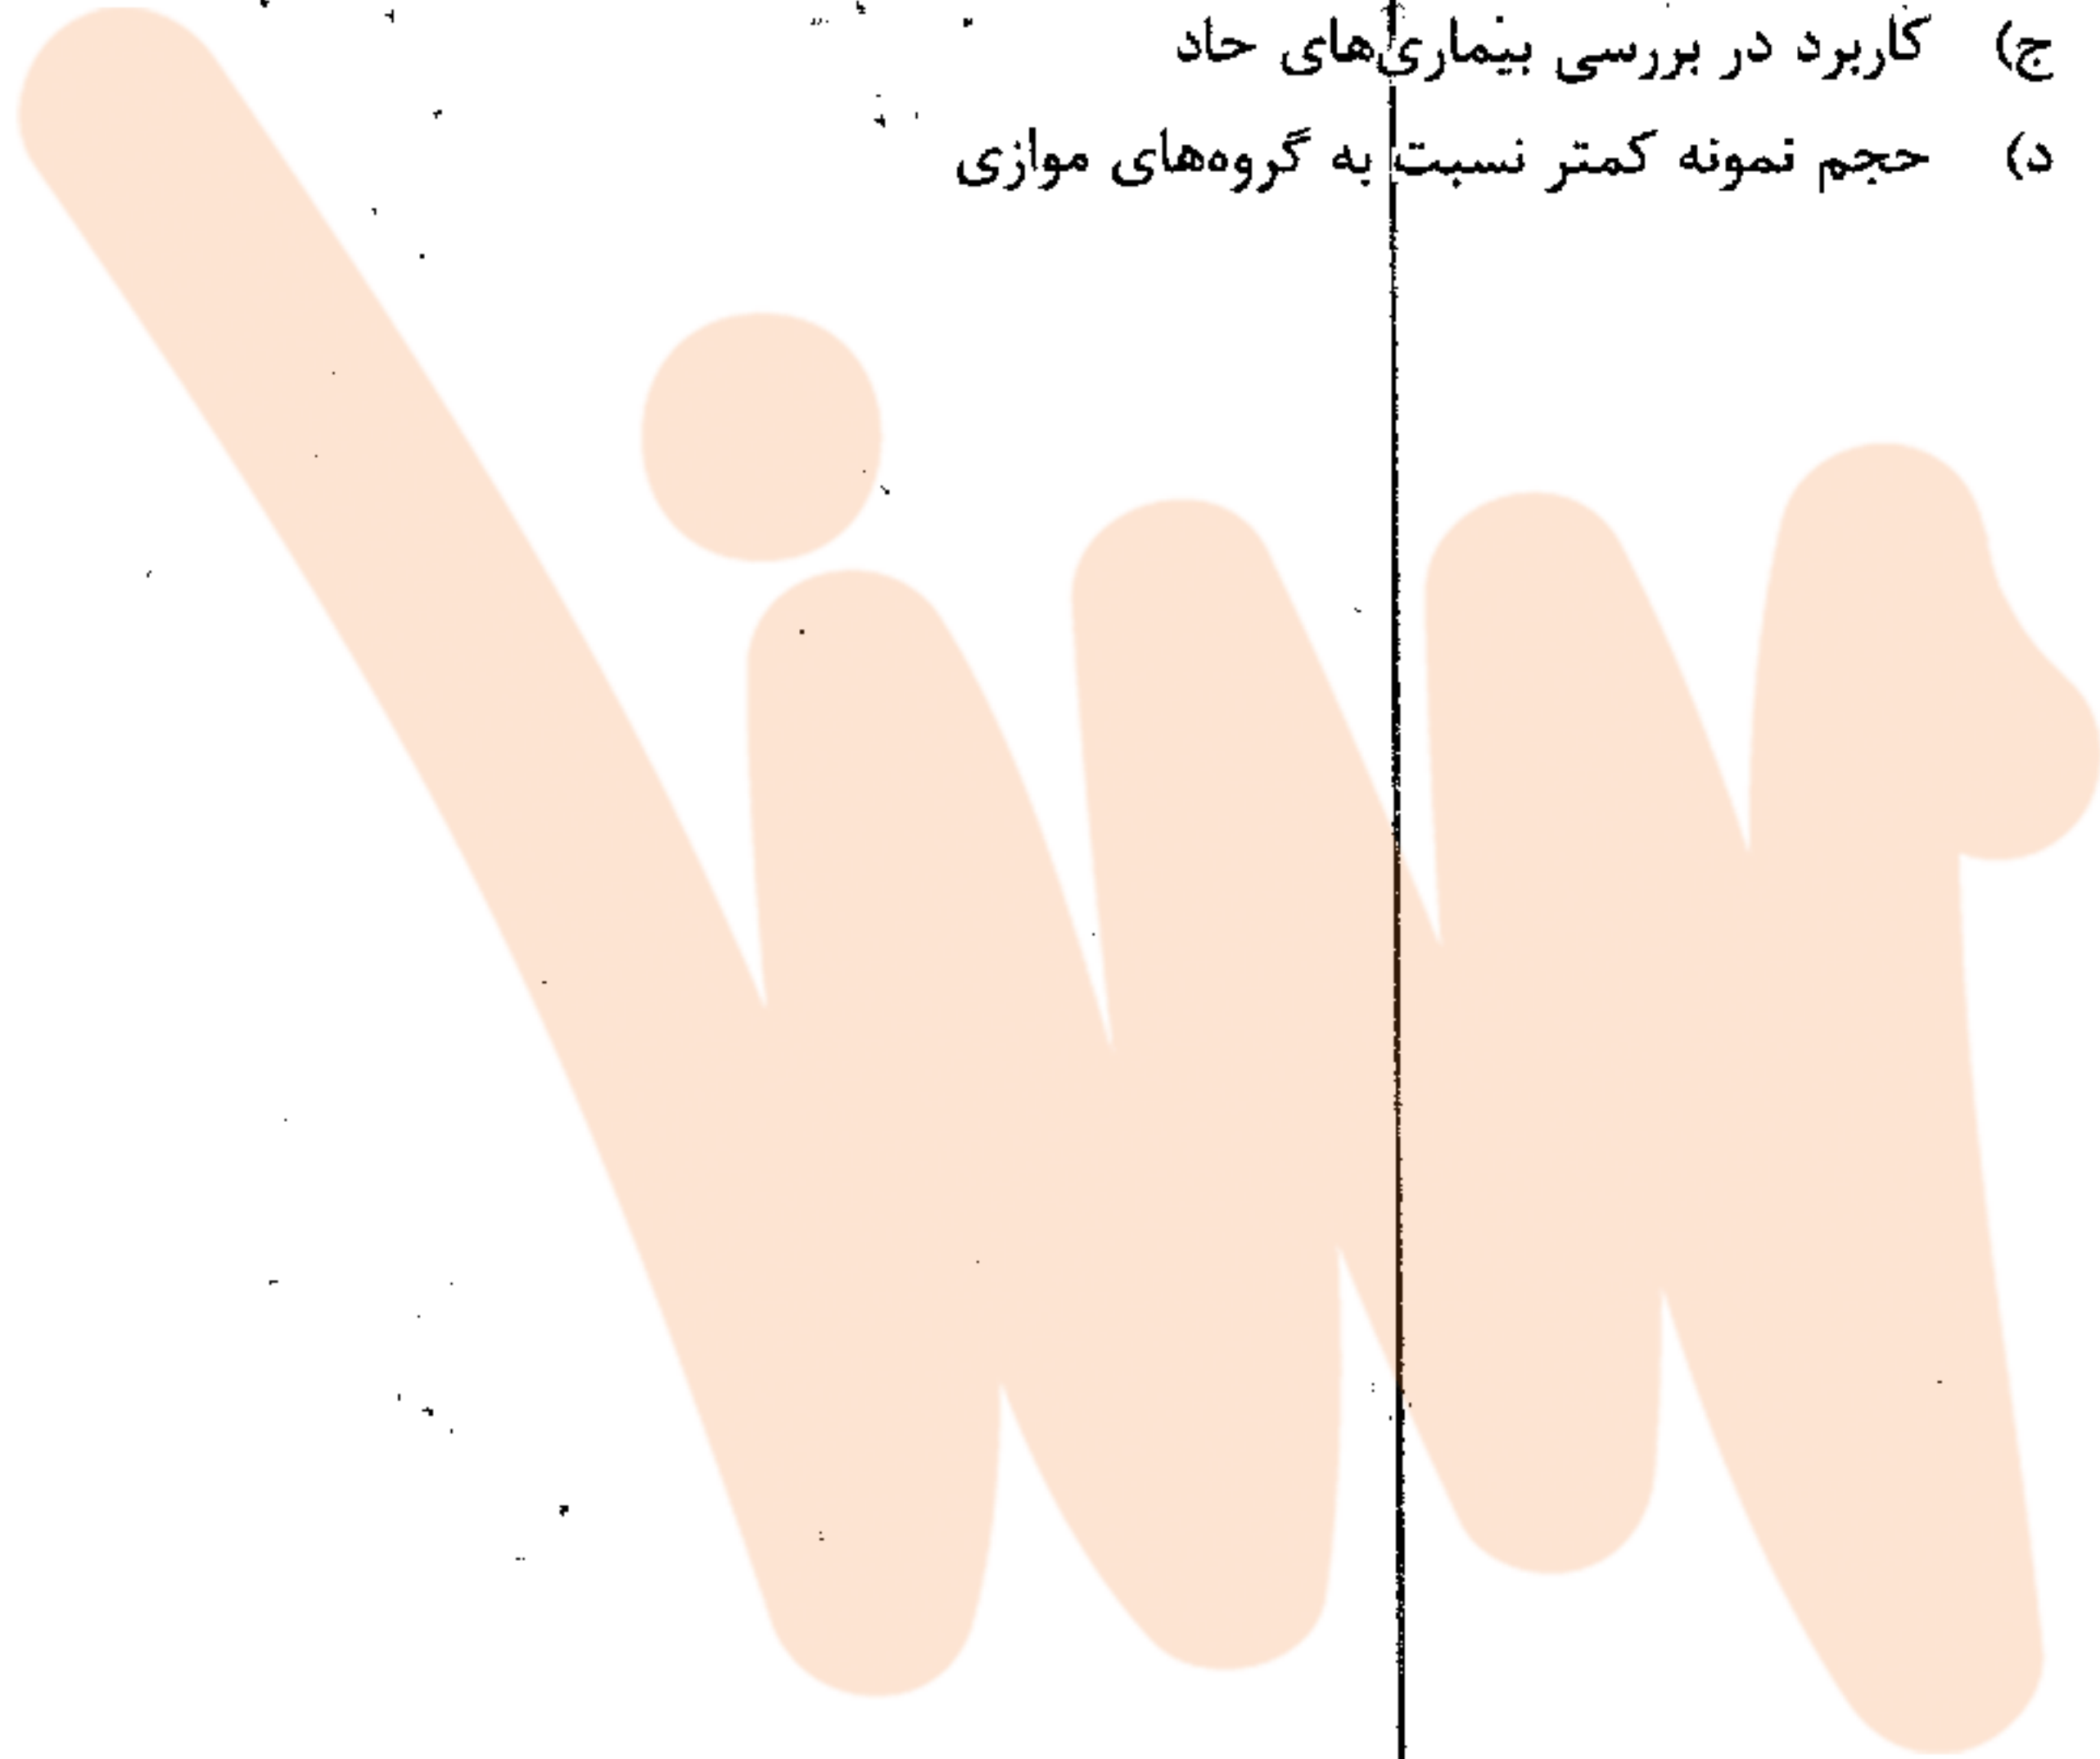 ج) کاربرد در بررسی بیماری‌های حاد
د) حجم نمونه کمتر نسبت به گروه‌های موازی